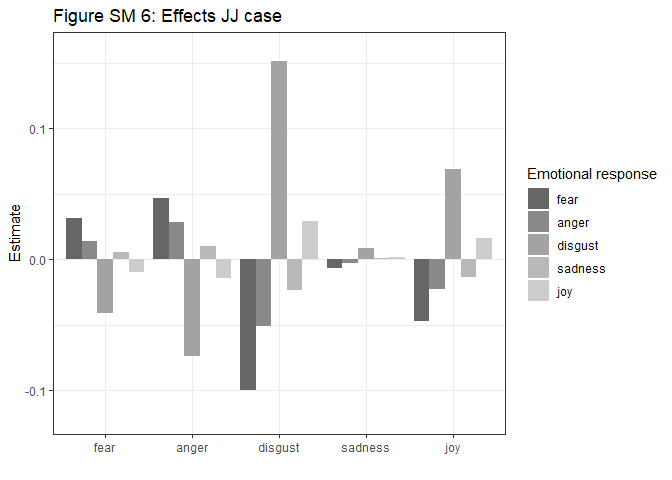 Figure SM 6: Effects JJ case
Estimate
0.1
0.0
-0.1
fear anger disgust sadness joy
Emotional response
fear
anger
disgust
sadness
joy